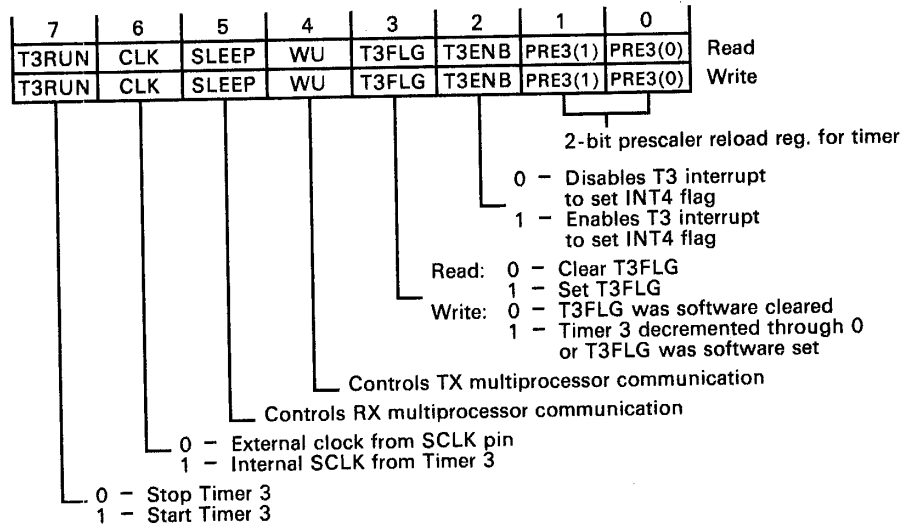 7 6 5 4 3 2 1 0
T3RUN CLK SLEEP WU T3FLG T3ENB PRE3(1) PRE3(0) Read
T3RUN CLK SLEEP WU T3FLG T3ENB PRE3(1) PRE3(0) Write
2-bit prescaler reload reg. for timer
0 – Disables T3 interrupt
to set INT4 flag
1 – Enables T3 interrupt
to set INT4 flag
Read: 0 – Clear T3FLG
1 – Set T3FLG
Write: 0 – T3FLG was software cleared
1 – Timer 3 decremented through 0
or T3FLG was software set
Controls TX multiprocessor communication
Controls RX multiprocessor communication
0 – External clock from SCLK pin
1 – Internal SCLK from Timer 3
0 – Stop Timer 3
1 – Start Timer 3